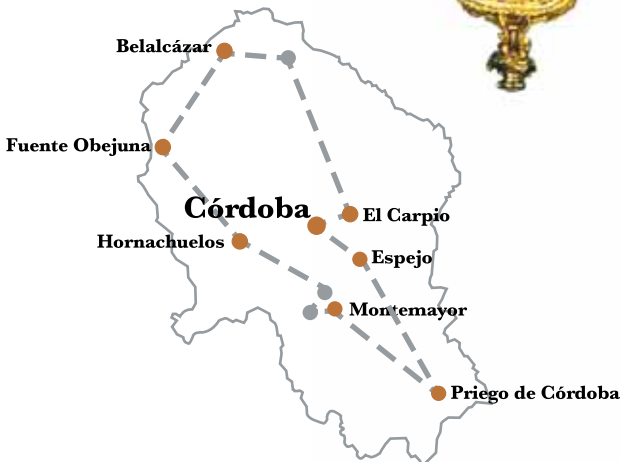 Belalcázar
Fuente Obejuna
Córdoba
El Carpio
Hornachuelos
Espejo
Montemayor
Priego de Córdoba